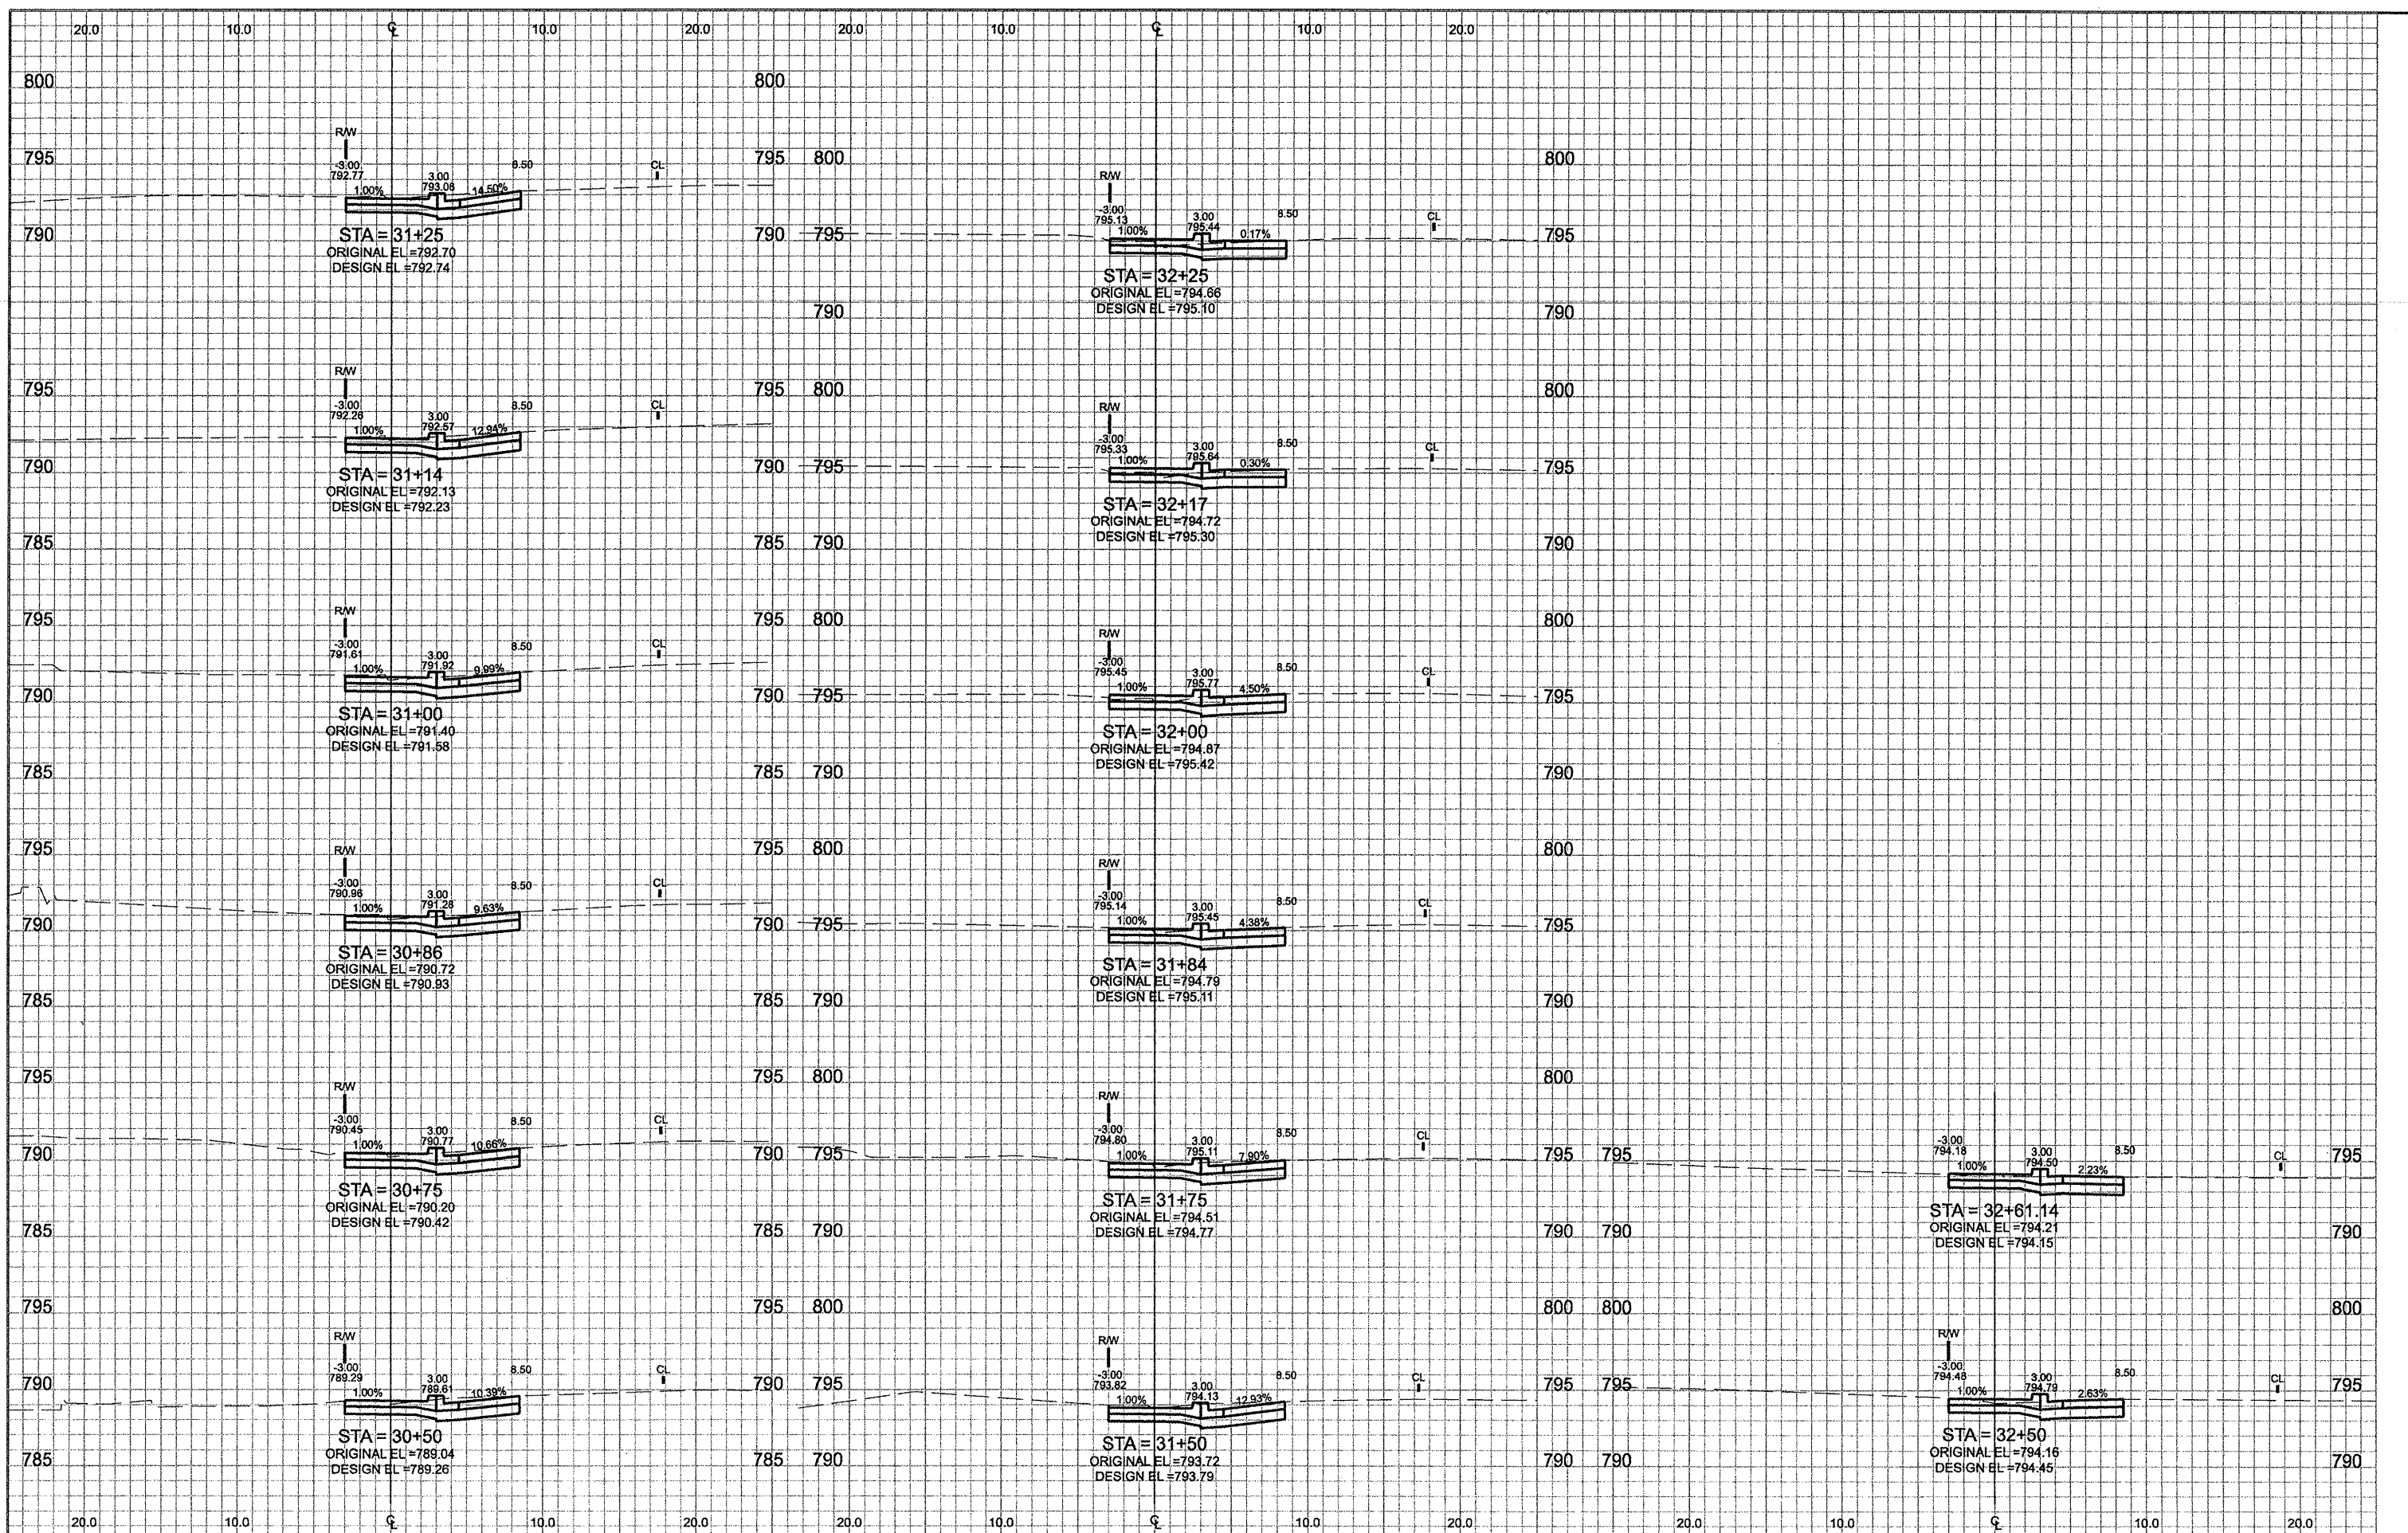 20.0 10.0 ℄ 10.0 20.0 20.0 ℄ 10.0 20.0
800 800
R/W
795 -3.00 8.50 CL 795 800 800
792.77 3.00 793.08
1.00% 14.50%
790 790
STA = 31+25
ORIGINAL EL =792.70
DESIGN EL =792.74
R/W
-3.00 3.00 8.50 CL
795.13 795.44
795 1.00% 0.17% 795
STA = 32+25
ORIGINAL EL =794.66
DESIGN EL =795.10
790 790
R/W
795 -3.00 3.00 8.50 CL 795
792.26 792.57
1.00% 12.94%
790 790
STA = 31+14
ORIGINAL EL =792.13
DESIGN EL =792.23
785 785
800 800
R/W
-3.00 3.00 8.50 CL
795.33 795.64
795 1.00% 0.30% 795
STA = 32+17
ORIGINAL EL =794.72
DESIGN EL =795.30
790 790
R/W
795 795
-3.00 3.00 8.50 CL
791.61 791.92
1.00% 9.99%
790 790
STA = 31+00
ORIGINAL EL =791.40
DESIGN EL =791.58
785 785
800 800
R/W
-3.00 3.00 8.50 CL
795.45 795.77
795 1.00% 4.50% 795
STA = 32+00
ORIGINAL EL =794.87
DESIGN EL =795.42
790 790
795 795
R/W
-3.00 3.00 8.50 CL
790.96 791.28
1.00% 9.63%
790 790
STA = 30+86
ORIGINAL EL =790.72
DESIGN EL =790.93
785 785
800 800
R/W
-3.00 3.00 8.50 CL
795.14 795.45
795 1.00% 4.38% 795
STA = 31+84
ORIGINAL EL =794.79
DESIGN EL =795.11
790 790
795 795
R/W
-3.00 3.00 8.50 CL
790.45 790.77
1.00% 10.66%
790 790
STA = 30+75
ORIGINAL EL =790.20
DESIGN EL =790.42
785 785
800 800
R/W
-3.00 3.00 8.50 CL
794.80 795.11
795 1.00% 7.90% 795
STA = 31+75
ORIGINAL EL =794.51
DESIGN EL =794.77
790 790
-3.00 3.00 8.50 CL
794.18 794.50
795 1.00% 2.23% 795
STA = 32+61.14
ORIGINAL EL =794.21
DESIGN EL =794.15
790 790
795 795
R/W
-3.00 3.00 8.50 CL
789.29 789.61
790 1.00% 10.39% 790
STA = 30+50
ORIGINAL EL =789.04
DESIGN EL =789.26
785 785
800 800
R/W
-3.00 3.00 8.50 CL
793.82 794.13
795 1.00% 12.93% 795
STA = 31+50
ORIGINAL EL =793.72
DESIGN EL =793.79
790 790
800 800
R/W
-3.00 3.00 8.50 CL
794.48 794.79
795 1.00% 2.63% 795
STA = 32+50
ORIGINAL EL =794.16
DESIGN EL =794.45
790 790
20.0 10.0 ℄ 10.0 20.0 20.0 10.0 ℄ 10.0 20.0 20.0 10.0 ℄ 10.0 20.0